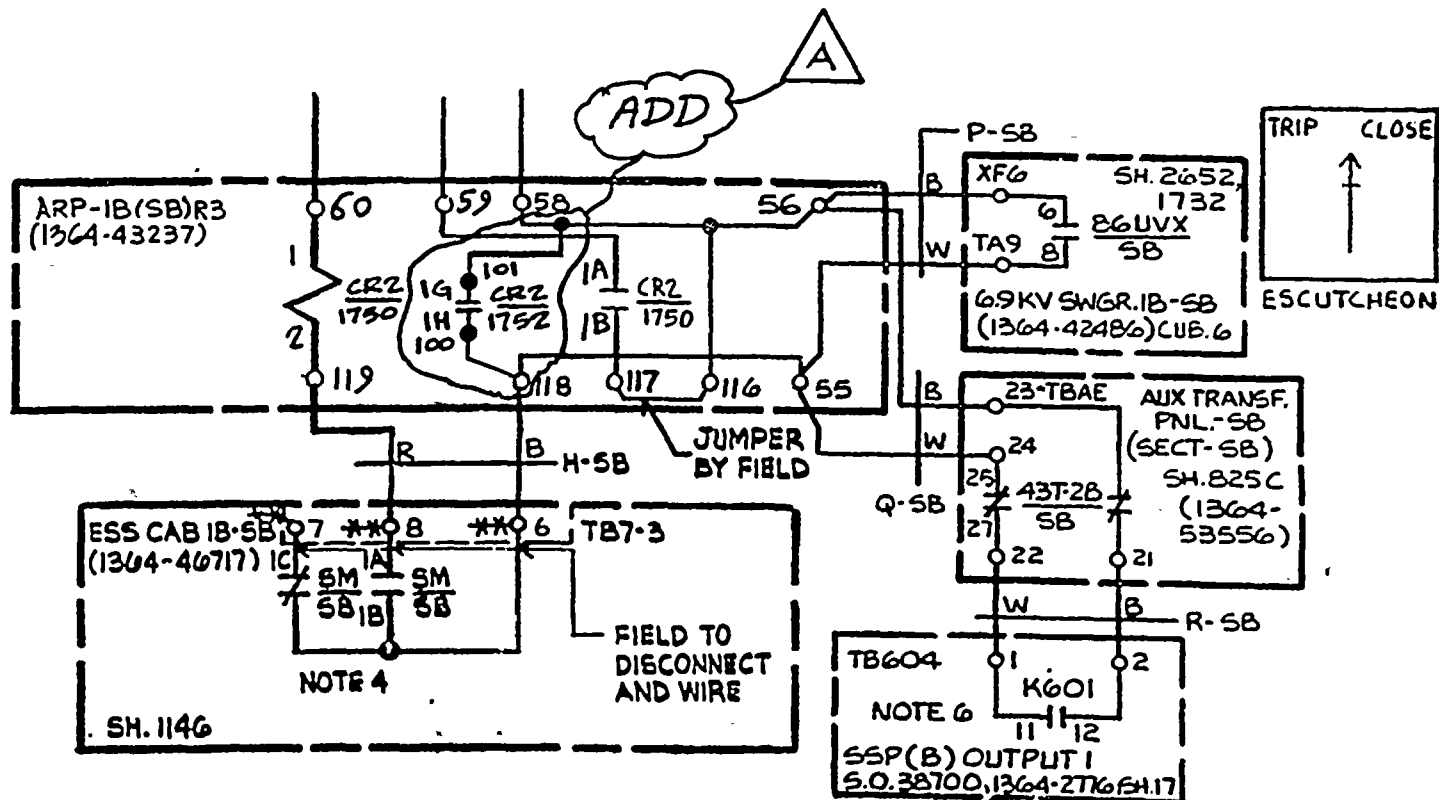 A
ADD
P-SB
TRIP CLOSE
ESCUTCHEON
ARP-1B(SB)R3
(1364-43237)
60
59
58
56
1
CR2
1750
2
119
101
1G
CR2
1752
1H
100
1A
CR2
1750
1B
118
117
116
55
JUMPER
BY FIELD
B
XF6
SH. 2652,
1732
6
86UVX
SB
8
W
TA9
6.9KV SWGR.1B-SB
(1364-42486)CUB.6
B
23-TBAE
AUX TRANSF.
PNL.-SB
(SECT-SB)
SH.825C
(1364-
53556)
W
24
Q-SB
25
43T-2B
SB
27
22
21
R
B
H-SB
ESS CAB 1B-SB
(1364-46717)
** 7
** 8
** 6
TB7-3
1C
SM
SB
1A
SM
SB
1B
NOTE 4
FIELD TO
DISCONNECT
AND WIRE
SH. 1146
W
B
R-SB
TB604
1
2
K601
NOTE 6
11
12
SSP(B) OUTPUT 1
S.O.38700,1364-2776 SH.17